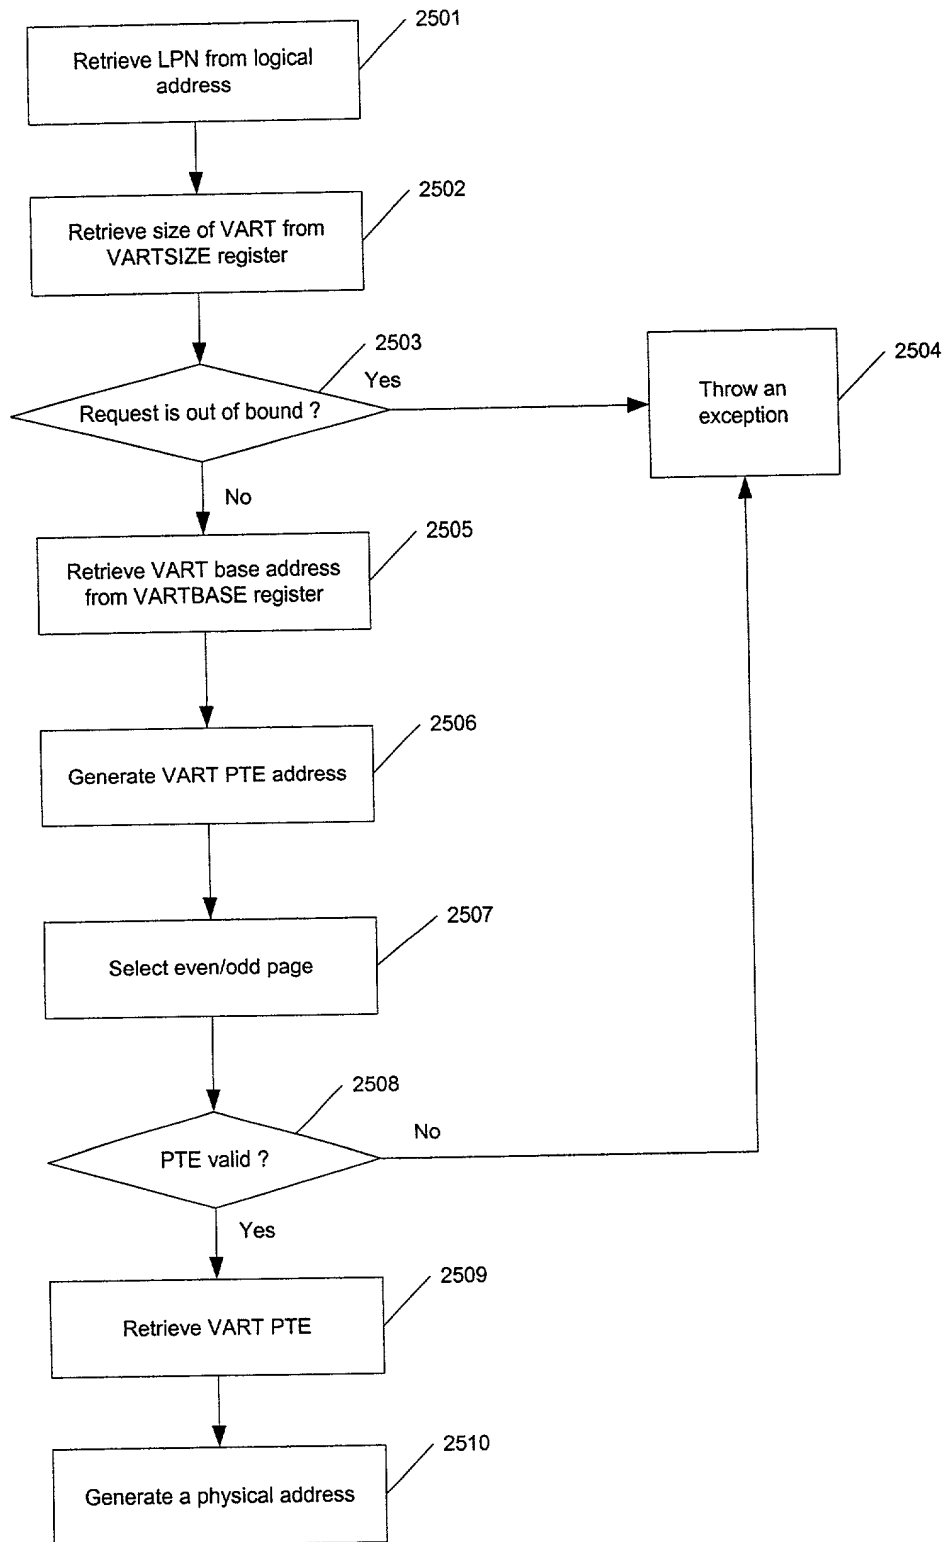 2501
Retrieve LPN from logical
address
2502
Retrieve size of VART from
VARTSIZE register
2503
Yes
Request is out of bound ?
2504
Throw an
exception
No
2505
Retrieve VART base address
from VARTBASE register
2506
Generate VART PTE address
2507
Select even/odd page
2508
No
PTE valid ?
Yes
2509
Retrieve VART PTE
2510
Generate a physical address